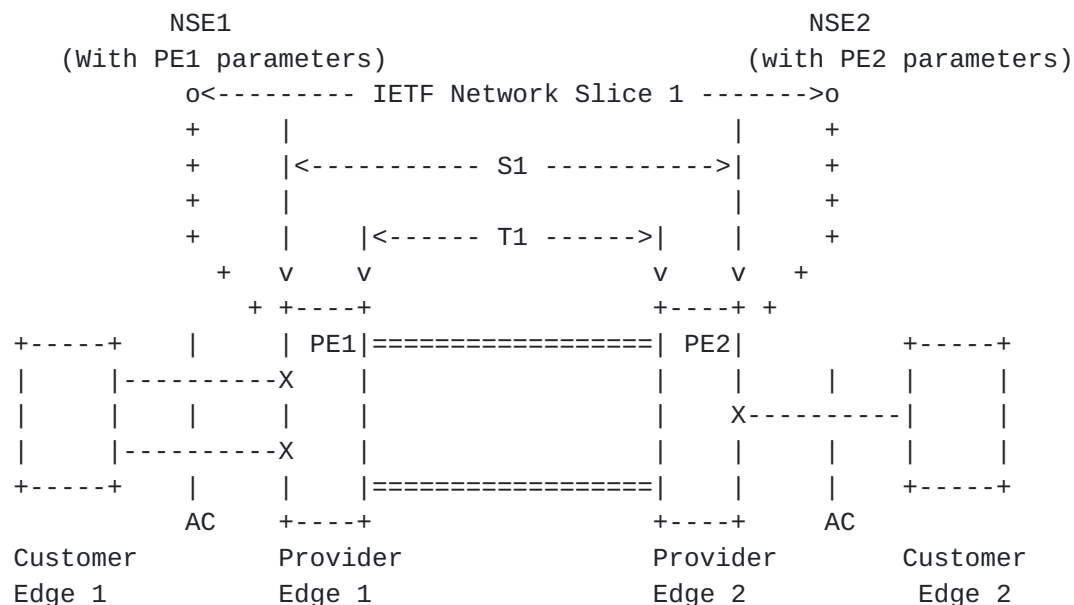 NSE1                                     NSE2
   (With PE1 parameters)                       (with PE2 parameters)
           o<--------- IETF Network Slice 1 ------->o
           +     |                            |     +
           +     |<----------- S1 ----------->|     +
           +     |                            |     +
           +     |    |<------ T1 ------>|    |     +
             +   v    v                  v    v   +
               + +----+                  +----+ +
+-----+    |     | PE1|==================| PE2|          +-----+
|     |----------X    |                  |    |     |    |     |
|     |    |     |    |                  |    X----------|     |
|     |----------X    |                  |    |     |    |     |
+-----+    |     |    |==================|    |     |    +-----+
           AC    +----+                  +----+     AC
Customer         Provider                Provider        Customer
Edge 1           Edge 1                  Edge 2           Edge 2